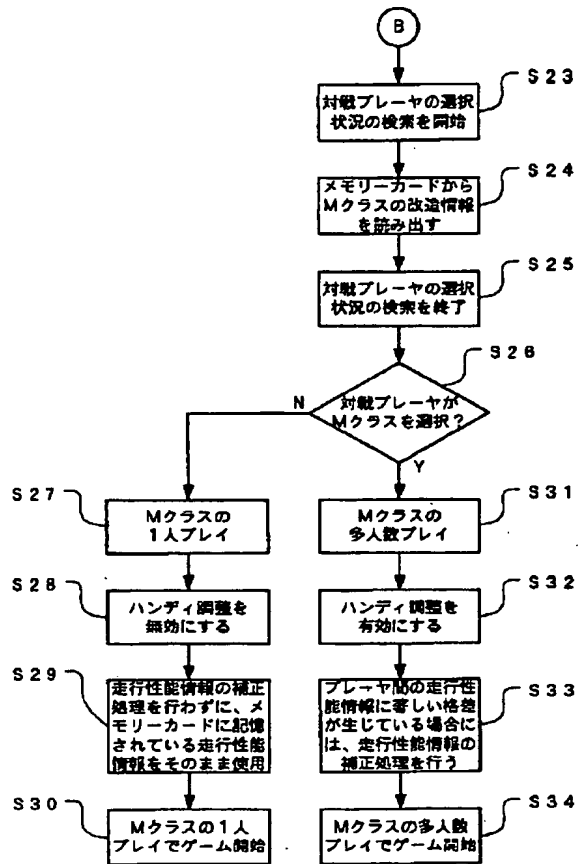 B
S23
対戦プレーヤの選択
状況の検索を開始
S24
メモリーカードから
Mクラスの改造情報
を読み出す
S25
対戦プレーヤの選択
状況の検索を終了
S26
対戦プレーヤが
Mクラスを選択？
N
Y
S27
Mクラスの
1人プレイ
S28
ハンディ調整を
無効にする
S29
走行性能情報の補正
処理を行わずに、メ
モリーカードに記憶
されている走行性能
情報をそのまま使用
S30
Mクラスの1人
プレイでゲーム開始
S31
Mクラスの
多人数プレイ
S32
ハンディ調整を
有効にする
S33
プレーヤ間の走行性
能情報に著しい格差
が生じている場合に
は、走行性能情報の
補正処理を行う
S34
Mクラスの多人数
プレイでゲーム開始